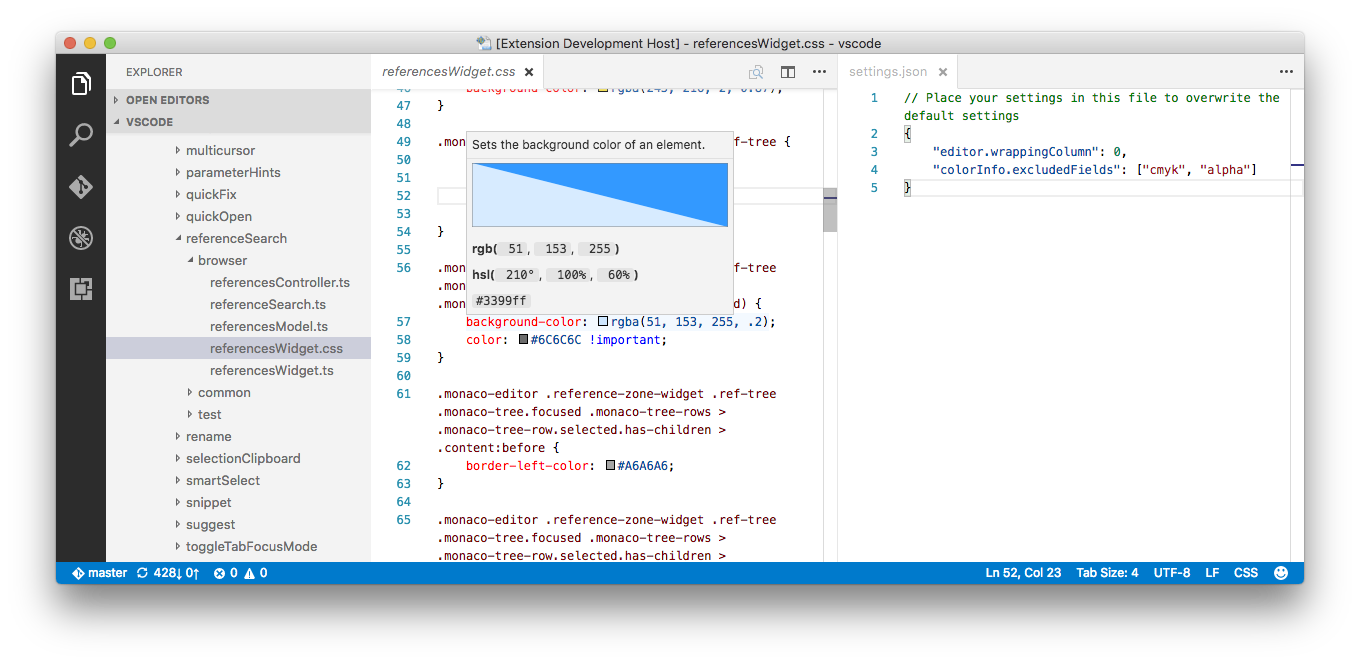 [Extension Development Host] - referencesWidget.css - vscode
EXPLORER
OPEN EDITORS
VSCODE
multicursor
parameterHints
quickFix
quickOpen
referenceSearch
browser
referencesController.ts
referenceSearch.ts
referencesModel.ts
referencesWidget.css
referencesWidget.ts
common
test
rename
selectionClipboard
smartSelect
snippet
suggest
toggleTabFocusMode
referencesWidget.css ×
46 background-color: rgba(245, 216, 2, 0.87);
47 }
48
49 .mon ef-tree {
50
51
52
53
54 }
55
56 .mon ef-tree
.mon
.mon d) {
57 background-color: rgba(51, 153, 255, .2);
58 color: #6C6C6C !important;
59 }
60
61 .monaco-editor .reference-zone-widget .ref-tree
.monaco-tree.focused .monaco-tree-rows >
.monaco-tree-row.selected.has-children >
.content:before {
62 border-left-color: #A6A6A6;
63 }
64
65 .monaco-editor .reference-zone-widget .ref-tree
.monaco-tree.focused .monaco-tree-rows >
.monaco-tree-row.selected.has-children >
Sets the background color of an element.
rgb( 51, 153, 255 )
hsl( 210°, 100%, 60% )
#3399ff
settings.json ×
1 // Place your settings in this file to overwrite the
default settings
2 {
3 "editor.wrappingColumn": 0,
4 "colorInfo.excludedFields": ["cmyk", "alpha"]
5 }
master 428↓ 0↑ 0 0
Ln 52, Col 23 Tab Size: 4 UTF-8 LF CSS